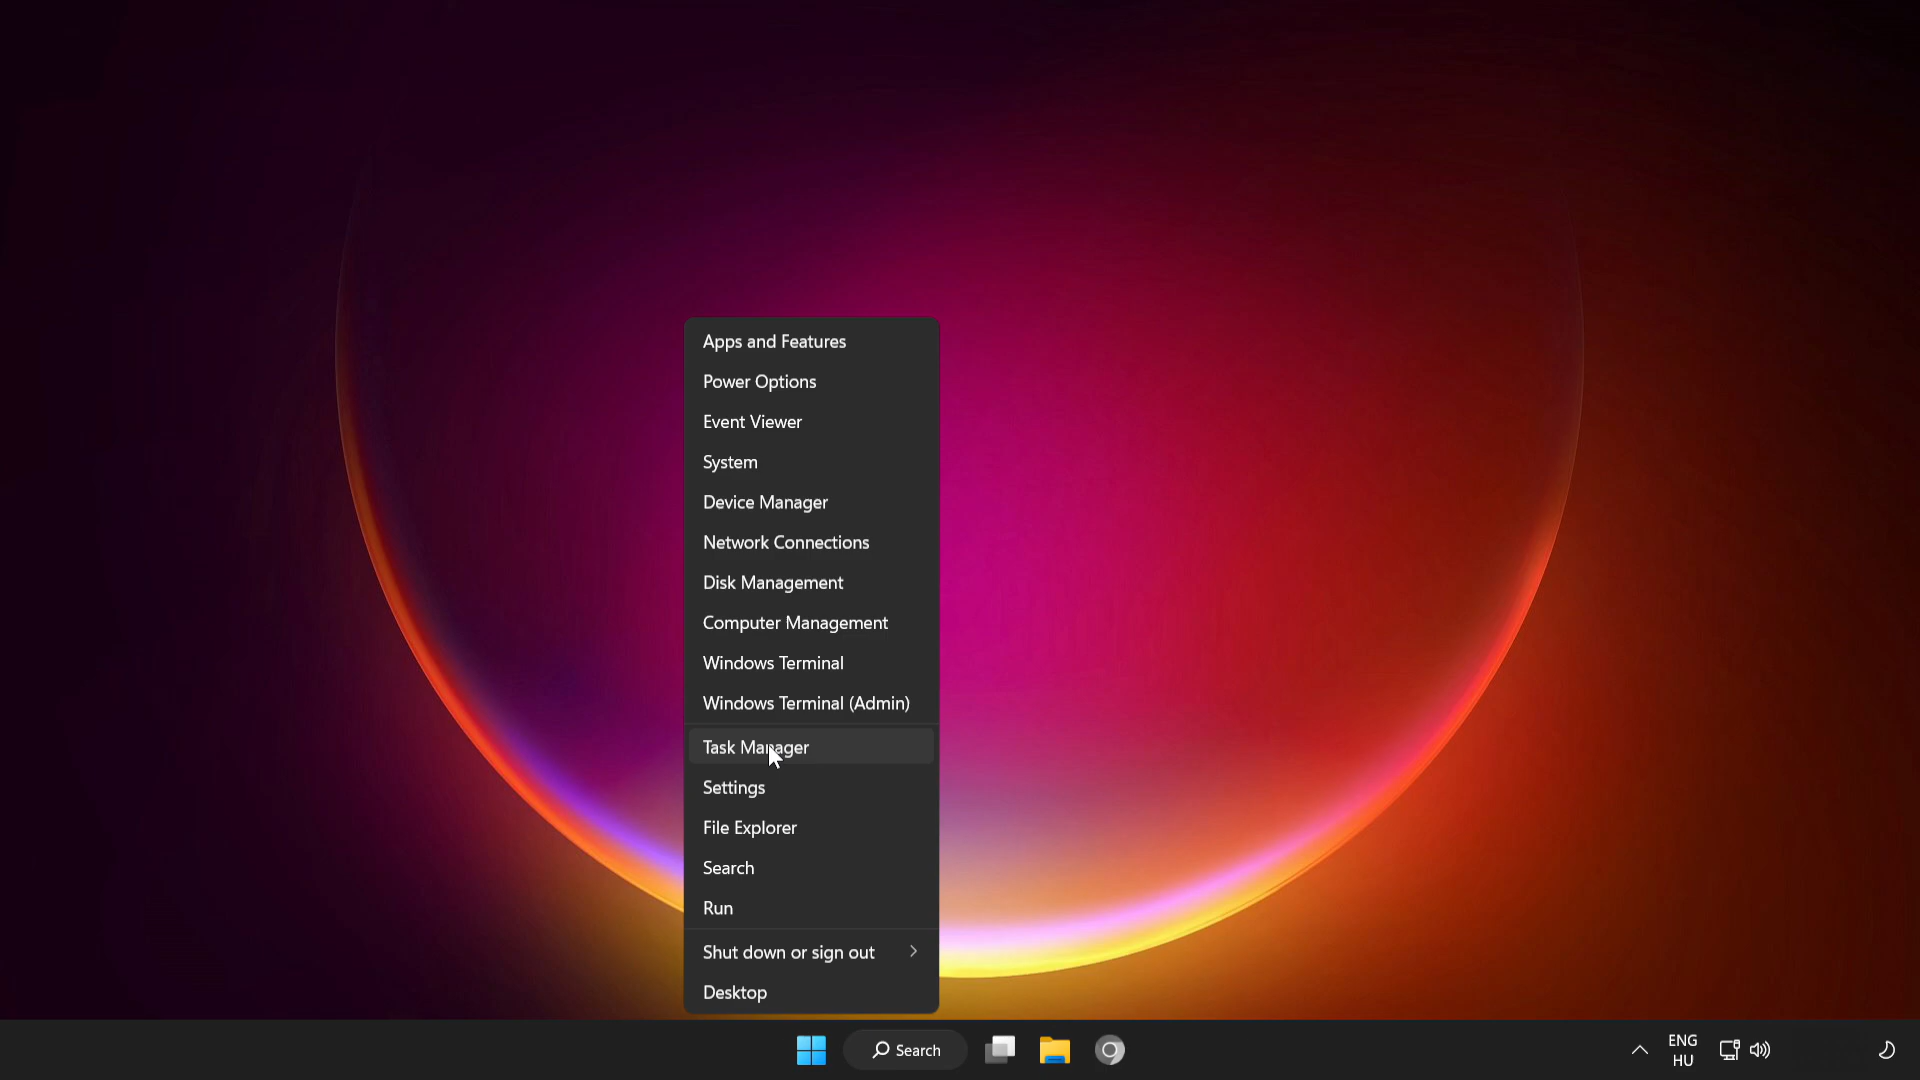 Apps and Features
Power Options
Event Viewer
System
Device Manager
Network Connections
Disk Management
Computer Management
Windows Terminal
Windows Terminal (Admin)
Task Manager
Settings
File Explorer
Search
Run
Shut down or sign out
Desktop
Search
ENG
HU